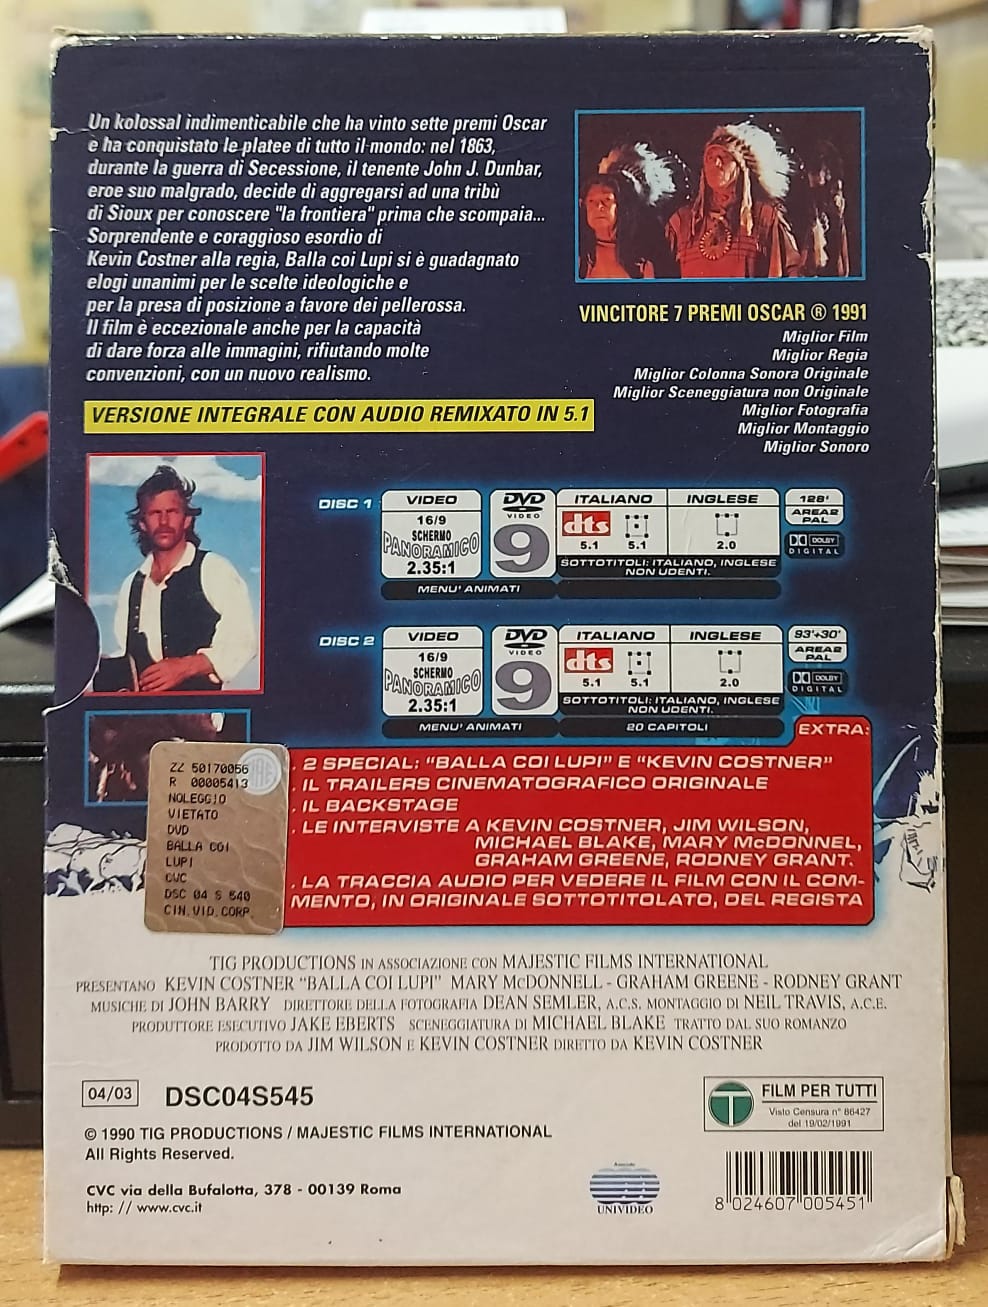 Un kolossal indimenticabile che ha vinto sette premi Oscar
e ha conquistato le platee di tutto il mondo: nel 1863,
durante la guerra di Secessione, il tenente John J. Dunbar,
eroe suo malgrado, decide di aggregarsi ad una tribù
di Sioux per conoscere "la frontiera" prima che scompaia...
Sorprendente e coraggioso esordio di
Kevin Costner alla regia, Balla coi Lupi si è guadagnato
elogi unanimi per le scelte ideologiche e
per la presa di posizione a favore dei pellerossa.
Il film è eccezionale anche per la capacità
di dare forza alle immagini, rifiutando molte
convenzioni, con un nuovo realismo.
VINCITORE 7 PREMI OSCAR ® 1991
Miglior Film
Miglior Regia
Miglior Colonna Sonora Originale
Miglior Sceneggiatura non Originale
Miglior Fotografia
Miglior Montaggio
Miglior Sonoro
VERSIONE INTEGRALE CON AUDIO REMIXATO IN 5.1
DISC 1
VIDEO
16/9
SCHERMO
PANORAMICO
2.35:1
MENU' ANIMATI
DVD
VIDEO
9
ITALIANO
INGLESE
dts
5.1
5.1
2.0
SOTTOTITOLI: ITALIANO, INGLESE
NON UDENTI.
128'
AREA2
PAL
DOLBY
DIGITAL
DISC 2
VIDEO
16/9
SCHERMO
PANORAMICO
2.35:1
MENU' ANIMATI
DVD
VIDEO
9
ITALIANO
INGLESE
dts
5.1
5.1
2.0
SOTTOTITOLI: ITALIANO, INGLESE
NON UDENTI.
20 CAPITOLI
93'+30'
AREA2
PAL
DOLBY
DIGITAL
EXTRA:
. 2 SPECIAL: “BALLA COI LUPI” E “KEVIN COSTNER”
. IL TRAILERS CINEMATOGRAFICO ORIGINALE
. IL BACKSTAGE
. LE INTERVISTE A KEVIN COSTNER, JIM WILSON,
MICHAEL BLAKE, MARY McDONNEL,
GRAHAM GREENE, RODNEY GRANT.
. LA TRACCIA AUDIO PER VEDERE IL FILM CON IL COM-
MENTO, IN ORIGINALE SOTTOTITOLATO, DEL REGISTA
ZZ 50170056
R 00005413
NOLEGGIO
VIETATO
DVD
BALLA COI
LUPI
CVC
DSC 04 S 540
CIN.VID.CORP.
TIG PRODUCTIONS IN ASSOCIAZIONE CON MAJESTIC FILMS INTERNATIONAL
PRESENTANO KEVIN COSTNER “BALLA COI LUPI” MARY McDONNELL - GRAHAM GREENE - RODNEY GRANT
MUSICHE DI JOHN BARRY DIRETTORE DELLA FOTOGRAFIA DEAN SEMLER, A.C.S. MONTAGGIO DI NEIL TRAVIS, A.C.E.
PRODUTTORE ESECUTIVO JAKE EBERTS SCENEGGIATURA DI MICHAEL BLAKE TRATTO DAL SUO ROMANZO
PRODOTTO DA JIM WILSON E KEVIN COSTNER DIRETTO DA KEVIN COSTNER
04/03
DSC04S545
© 1990 TIG PRODUCTIONS / MAJESTIC FILMS INTERNATIONAL
All Rights Reserved.
CVC via della Bufalotta, 378 - 00139 Roma
http: // www.cvc.it
T
FILM PER TUTTI
Visto Censura n° 86427
del 19/02/1991
Associato
UNIVIDEO
8 024607 005451